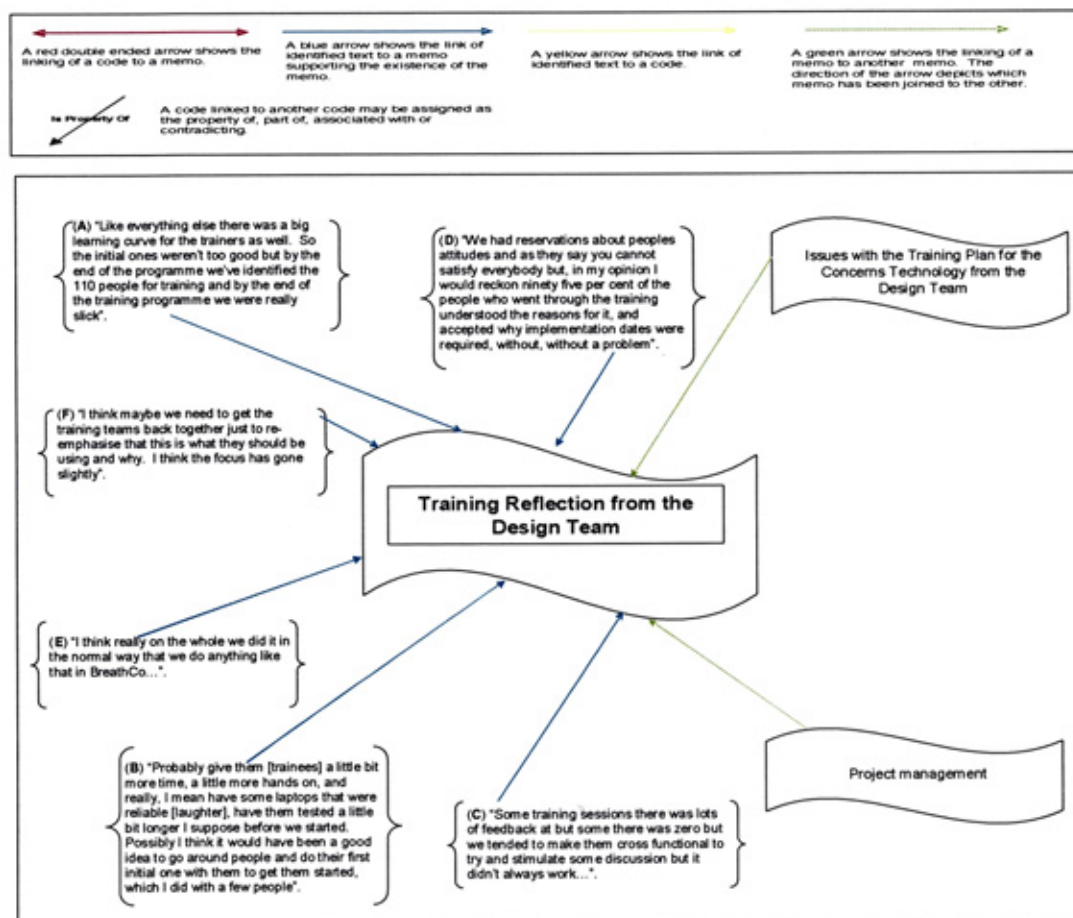 A red double ended arrow shows the
linking of a code to a memo.
A blue arrow shows the link of
identified text to a memo
supporting the existence of the
memo.
A yellow arrow shows the link of
identified text to a code.
A green arrow shows the linking of a
memo to another memo. The
direction of the arrow depicts which
memo has been joined to the other.
Is Property Of
A code linked to another code may be assigned as
the property of, part of, associated with or
contradicting.
(A) "Like everything else there was a big
learning curve for the trainers as well. So
the initial ones weren't too good but by the
end of the programme we've identified the
110 people for training and by the end of
the training programme we were really
slick".
(D) "We had reservations about peoples
attitudes and as they say you cannot
satisfy everybody but, in my opinion I
would reckon ninety five per cent of the
people who went through the training
understood the reasons for it, and
accepted why implementation dates were
required, without, without a problem".
Issues with the Training Plan for the
Concerns Technology from the
Design Team
(F) "I think maybe we need to get the
training teams back together just to re-
emphasise that this is what they should be
using and why. I think the focus has gone
slightly".
Training Reflection from the
Design Team
(E) "I think really on the whole we did it in
the normal way that we do anything like
that in BreathCo...".
(B) "Probably give them [trainees] a little bit
more time, a little more hands on, and
really, I mean have some laptops that were
reliable [laughter], have them tested a little
bit longer I suppose before we started.
Possibly I think it would have been a good
idea to go around people and do their first
initial one with them to get them started,
which I did with a few people".
(C) "Some training sessions there was lots
of feedback at but some there was zero but
we tended to make them cross functional to
try and stimulate some discussion but it
didn't always work...".
Project management